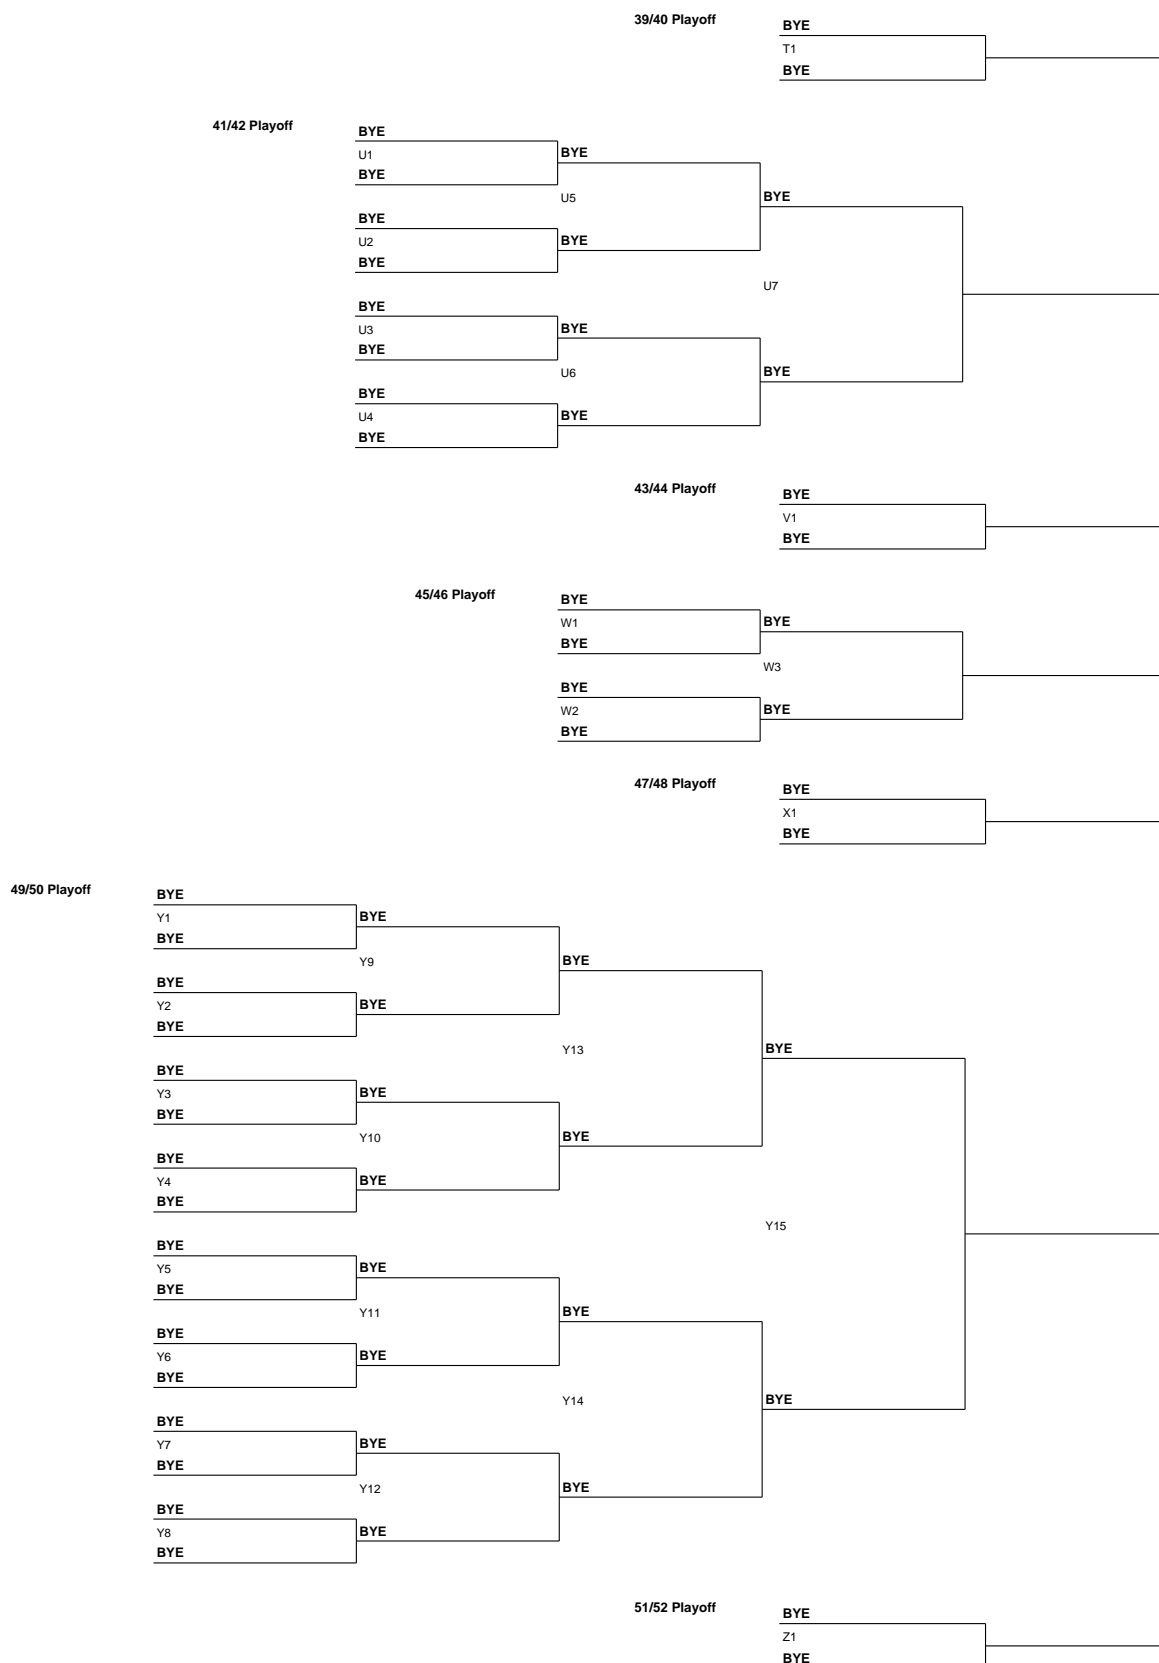 39/40 Playoff
BYE
T1
BYE
41/42 Playoff
BYE
U1
BYE
BYE
U5
BYE
BYE
U2
BYE
BYE
U7
BYE
U3
BYE
BYE
U6
BYE
BYE
U4
BYE
BYE
43/44 Playoff
BYE
V1
BYE
45/46 Playoff
BYE
W1
BYE
BYE
W3
BYE
BYE
W2
BYE
47/48 Playoff
BYE
X1
BYE
49/50 Playoff
BYE
Y1
BYE
BYE
Y9
BYE
BYE
Y2
BYE
BYE
Y13
BYE
BYE
Y3
BYE
BYE
Y10
BYE
BYE
Y4
BYE
BYE
Y15
BYE
Y5
BYE
BYE
Y11
BYE
BYE
Y6
BYE
BYE
Y14
BYE
BYE
Y7
BYE
BYE
Y12
BYE
BYE
Y8
BYE
BYE
51/52 Playoff
BYE
Z1
BYE